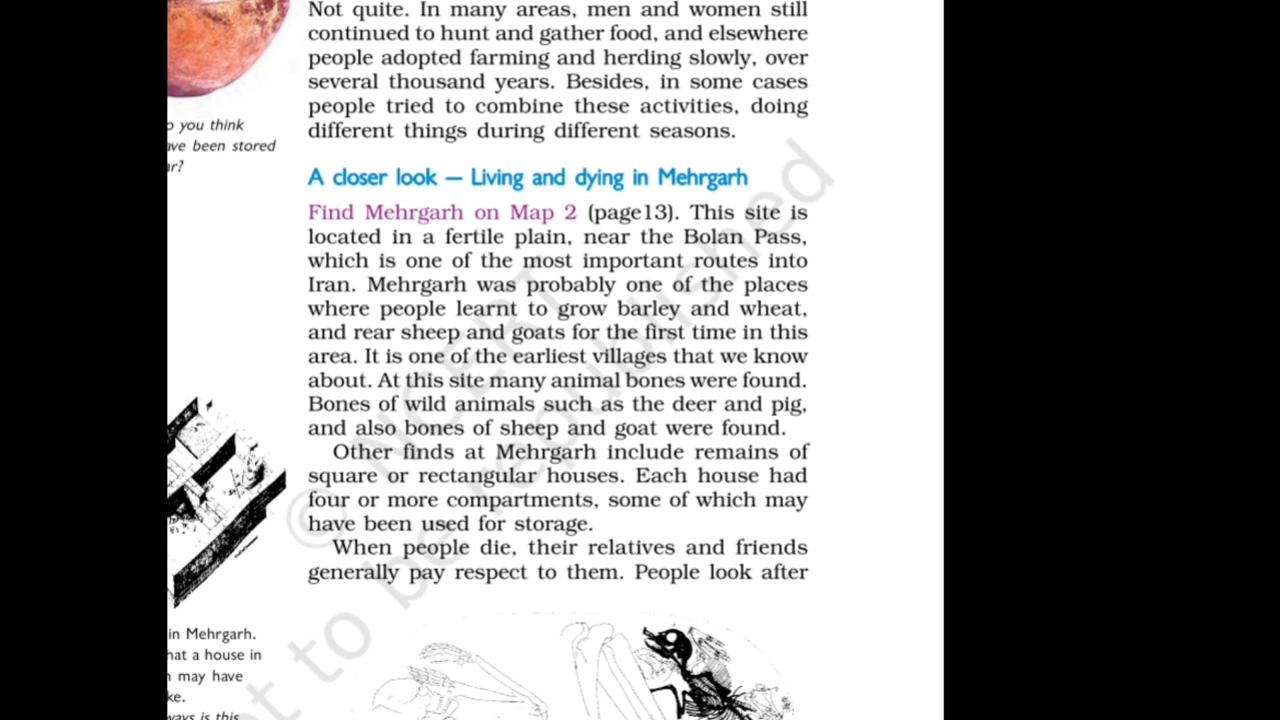 Not quite. In many areas, men and women still
continued to hunt and gather food, and elsewhere
people adopted farming and herding slowly, over
several thousand years. Besides, in some cases
people tried to combine these activities, doing
different things during different seasons.
you think
been stored
A closer look – Living and dying in Mehrgarh
Find Mehrgarh on Map 2 (page13). This site is
located in a fertile plain, near the Bolan Pass,
which is one of the most important routes into
Iran. Mehrgarh was probably one of the places
where people learnt to grow barley and wheat,
and rear sheep and goats for the first time in this
area. It is one of the earliest villages that we know
about. At this site many animal bones were found.
Bones of wild animals such as the deer and pig,
and also bones of sheep and goat were found.
Other finds at Mehrgarh include remains of
square or rectangular houses. Each house had
four or more compartments, some of which may
have been used for storage.
When people die, their relatives and friends
generally pay respect to them. People look after
in Mehrgarh.
a house in
may have
is this
© NCERT
not to be republished